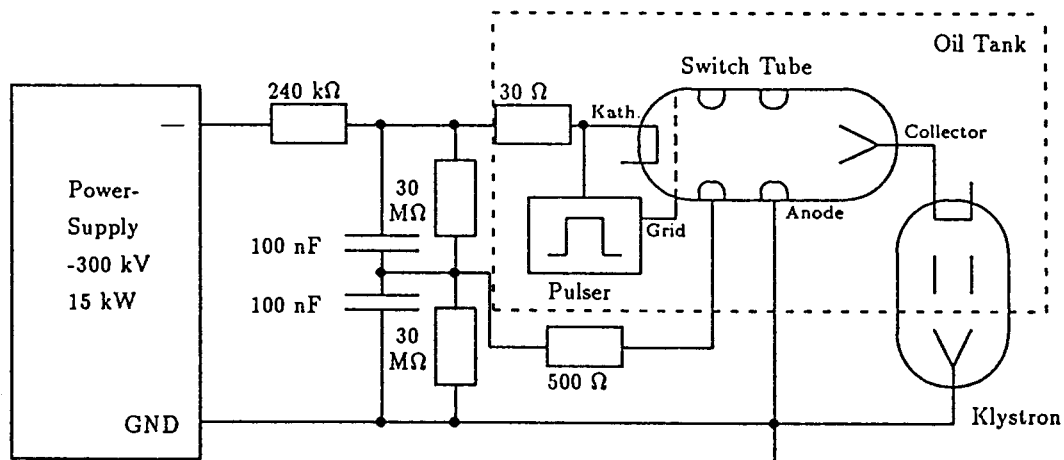 Oil Tank
Switch Tube
240 kΩ
30 Ω
Kath.
Collector
Power-
Supply
-300 kV
15 kW
30
MΩ
100 nF
Grid
Anode
Pulser
100 nF
30
MΩ
500 Ω
GND
Klystron